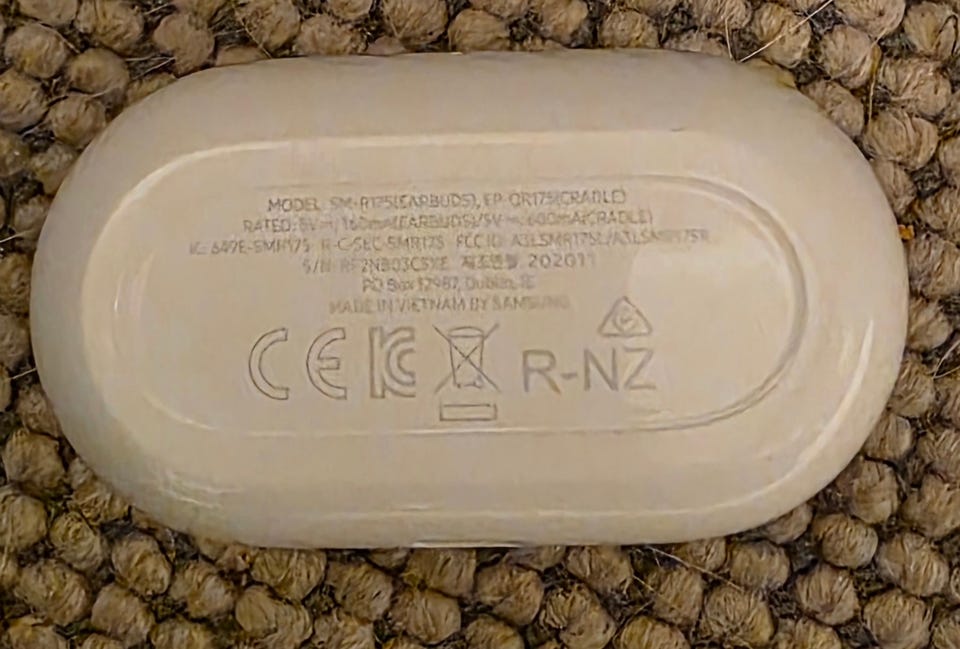 MODEL: SM-R175(EARBUDS), EP-QR175(CRADLE)
RATED: 5V⎓/160mA(EARBUDS)/5V⎓, 600mA(CRADLE)
IC: 649E-SMR175 R-C-SEC-SMR175 FCC ID: A3LSMR175L/A3LSMR175R
S/N: 제조연월: 202011
PO Box 12987, Dublin, IE
MADE IN VIETNAM BY SAMSUNG
CE KC R-NZ